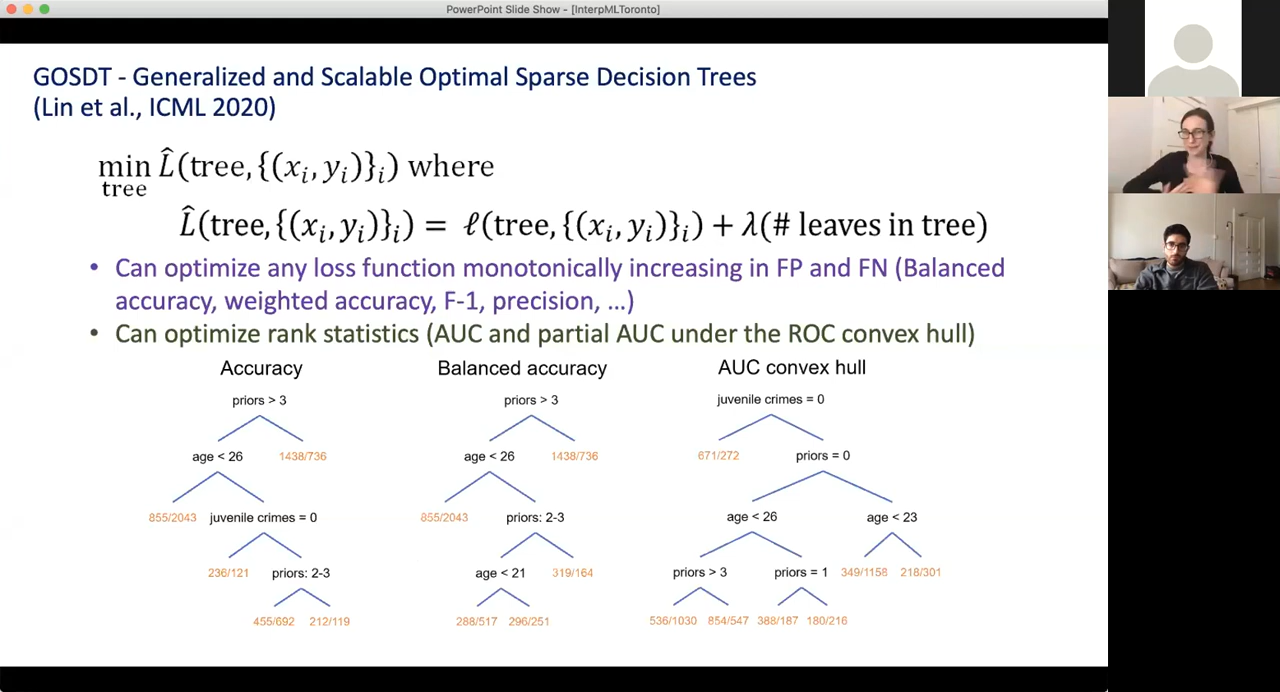 PowerPoint Slide Show - [InterpMLToronto]
GOSDT - Generalized and Scalable Optimal Sparse Decision Trees
(Lin et al., ICML 2020)
min L̂(tree, {(xᵢ, yᵢ)}ᵢ) where
tree
L̂(tree, {(xᵢ, yᵢ)}ᵢ) = ℓ(tree, {(xᵢ, yᵢ)}ᵢ) + λ(# leaves in tree)
• Can optimize any loss function monotonically increasing in FP and FN (Balanced
accuracy, weighted accuracy, F-1, precision, ...)
• Can optimize rank statistics (AUC and partial AUC under the ROC convex hull)
Accuracy
priors > 3
age < 26
1438/736
855/2043
juvenile crimes = 0
236/121
priors: 2-3
455/692
212/119
Balanced accuracy
priors > 3
age < 26
1438/736
855/2043
priors: 2-3
age < 21
319/164
288/517
296/251
AUC convex hull
juvenile crimes = 0
671/272
priors = 0
age < 26
age < 23
priors > 3
priors = 1
349/1158
218/301
536/1030
854/547
388/187
180/216